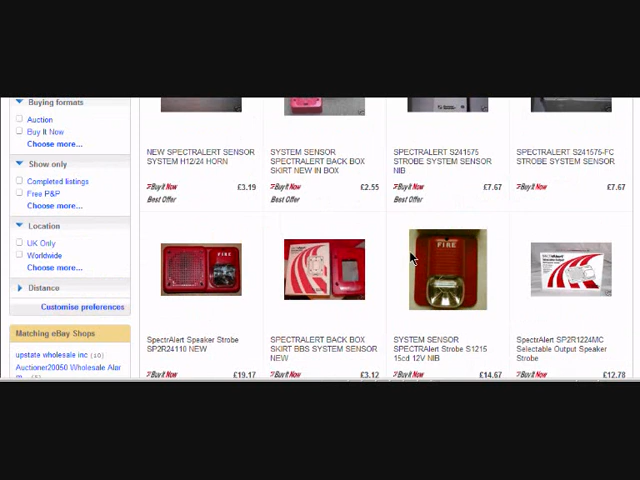 Buying formats
Auction
Buy It Now
Choose more...
Show only
Completed listings
Free P&P
Choose more...
Location
UK Only
Worldwide
Choose more...
Distance
Customise preferences
Matching eBay Shops
upstate wholesale inc (10)
Auctioner20050 Wholesale Alar
NEW SPECTRALERT SENSOR
SYSTEM H12/24 HORN
Buy It Now £3.19
Best Offer
SYSTEM SENSOR
SPECTRALERT BACK BOX
SKIRT NEW IN BOX
Buy It Now £2.55
Best Offer
SPECTRALERT S241575
STROBE SYSTEM SENSOR
NIB
Buy It Now £7.67
Best Offer
SPECTRALERT S241575-FC
STROBE SYSTEM SENSOR
Buy It Now £7.67
FIRE
SpectrAlert Speaker Strobe
SP2R24110 NEW
Buy It Now £19.17
SPECTRALERT BACK BOX
SKIRT BBS SYSTEM SENSOR
NEW
Buy It Now £3.12
FIRE
SYSTEM SENSOR
SPECTRAlert Strobe S1215
15cd 12V NIB
Buy It Now £14.67
SpectrAlert SP2R1224MC
Selectable Output Speaker
Strobe
Buy It Now £12.78